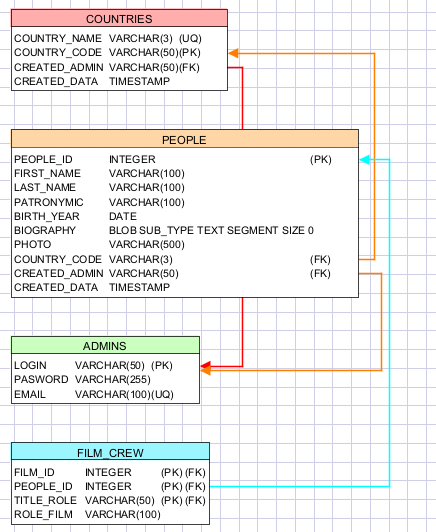 COUNTRIES
COUNTRY_NAME VARCHAR(3) (UQ)
COUNTRY_CODE VARCHAR(50)(PK)
CREATED_ADMIN VARCHAR(50)(FK)
CREATED_DATA TIMESTAMP
PEOPLE
PEOPLE_ID INTEGER (PK)
FIRST_NAME VARCHAR(100)
LAST_NAME VARCHAR(100)
PATRONYMIC VARCHAR(100)
BIRTH_YEAR DATE
BIOGRAPHY BLOB SUB_TYPE TEXT SEGMENT SIZE 0
PHOTO VARCHAR(500)
COUNTRY_CODE VARCHAR(3) (FK)
CREATED_ADMIN VARCHAR(50) (FK)
CREATED_DATA TIMESTAMP
ADMINS
LOGIN VARCHAR(50) (PK)
PASWORD VARCHAR(255)
EMAIL VARCHAR(100)(UQ)
FILM_CREW
FILM_ID INTEGER (PK)(FK)
PEOPLE_ID INTEGER (PK)(FK)
TITLE_ROLE VARCHAR(50) (PK)(FK)
ROLE_FILM VARCHAR(100)